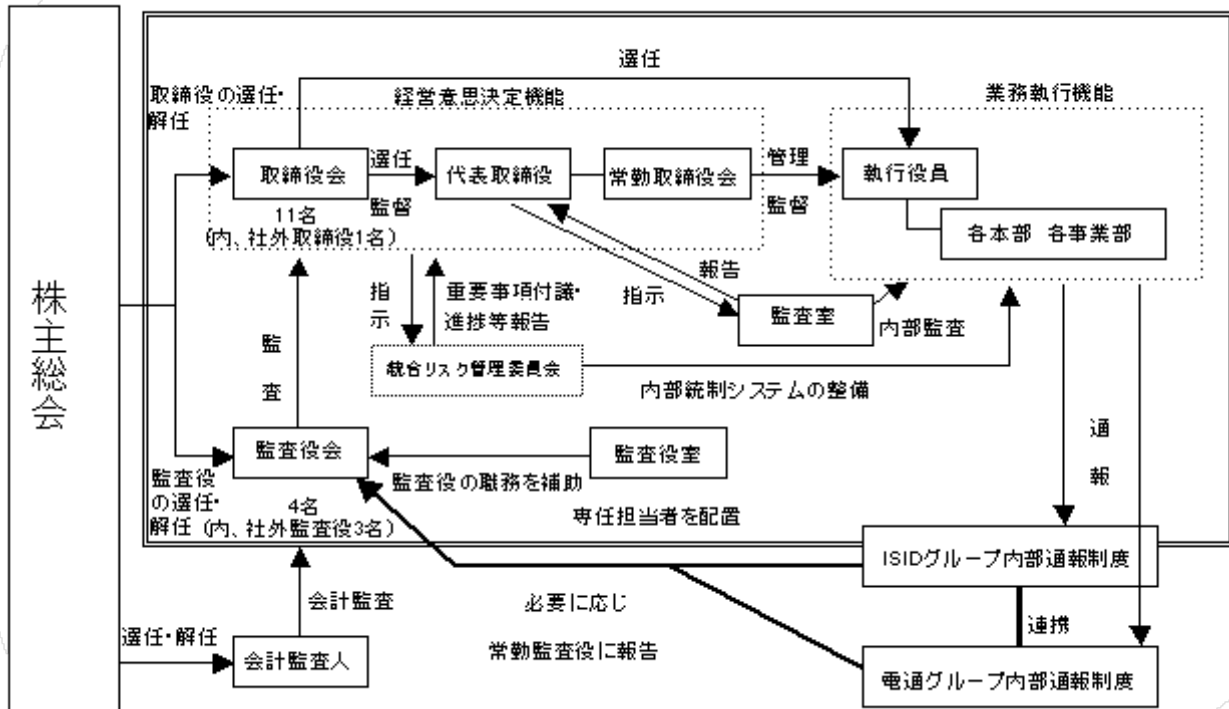 株主総会
選任
取締役の選任・
解任
経営意思決定機能
業務執行機能
取締役会
選任
監督
代表取締役
常勤取締役会
管理
監督
執行役員
11名
(内、社外取締役1名)
各本部 各事業部
報告
指示
監査室
内部監査
指
示
重要事項付議・
進捗等報告
統合リスク管理委員会
内部統制システムの整備
監
査
監査役会
監査役室
監査役の職務を補助
監査役
の選任・
解任
4名
(内、社外監査役3名)
専任担当者を配置
通
報
ISIDグループ内部通報制度
会計監査
必要に応じ
常勤監査役に報告
連携
選任・解任
会計監査人
電通グループ内部通報制度